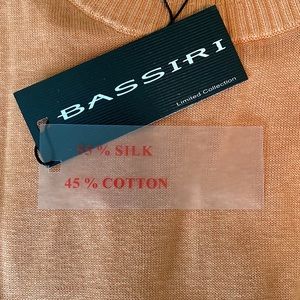 BASSIRI
Limited Collection
55 % SILK
45 % COTTON